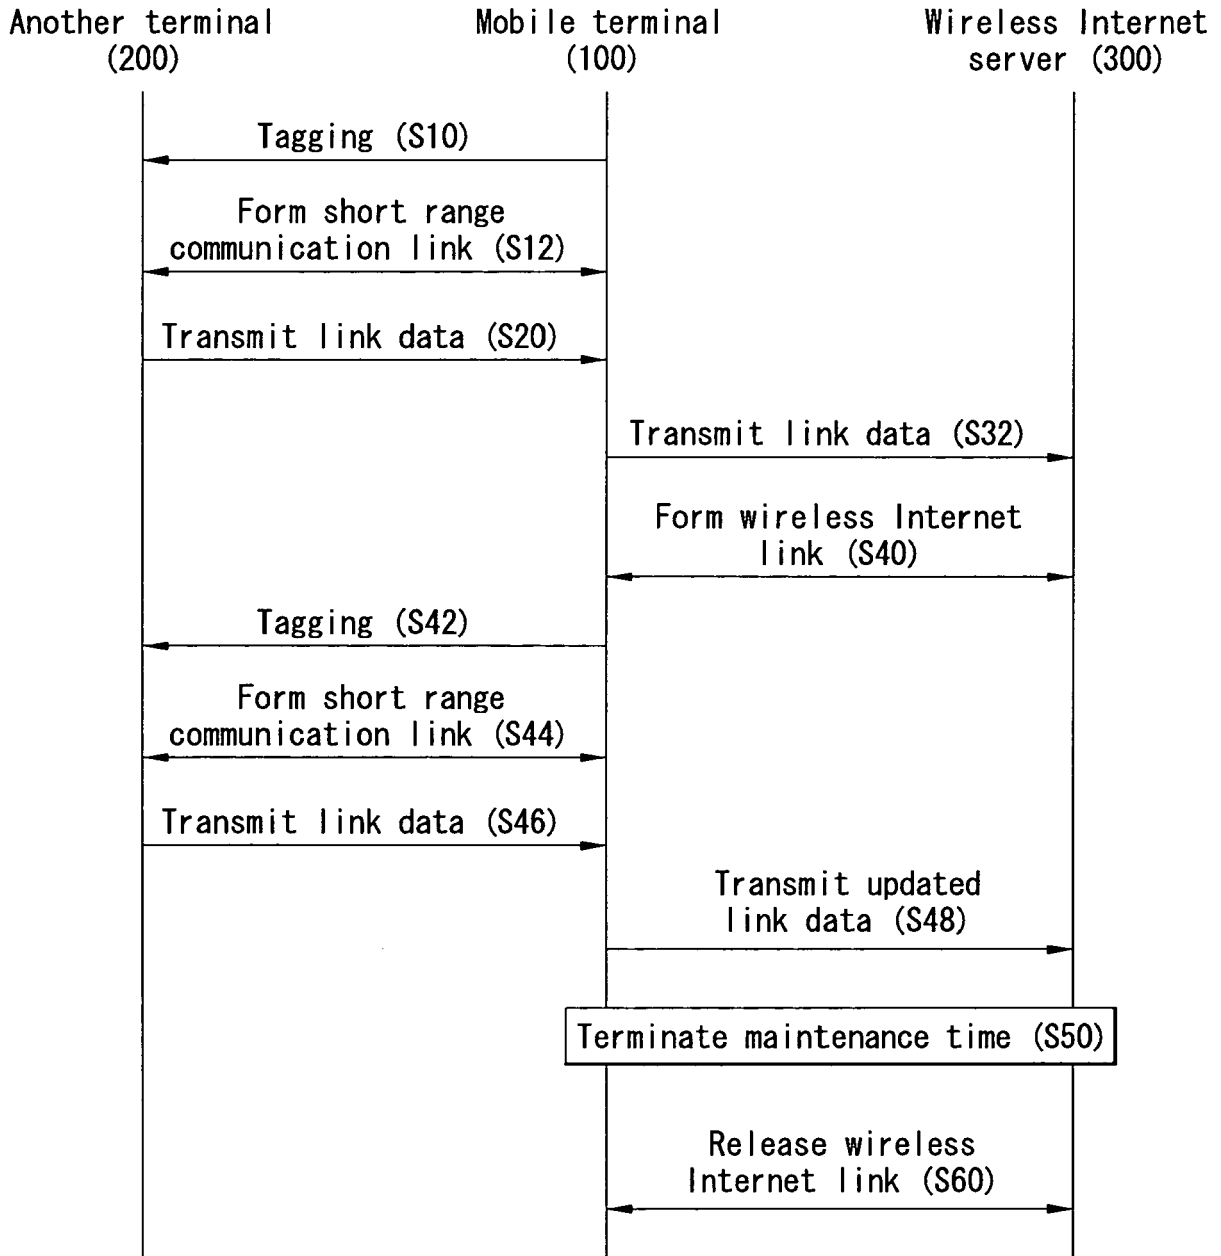 Another terminal
(200)
Mobile terminal
(100)
Wireless Internet
server (300)
Tagging (S10)
Form short range
communication link (S12)
Transmit link data (S20)
Transmit link data (S32)
Form wireless Internet
link (S40)
Tagging (S42)
Form short range
communication link (S44)
Transmit link data (S46)
Transmit updated
link data (S48)
Terminate maintenance time (S50)
Release wireless
Internet link (S60)